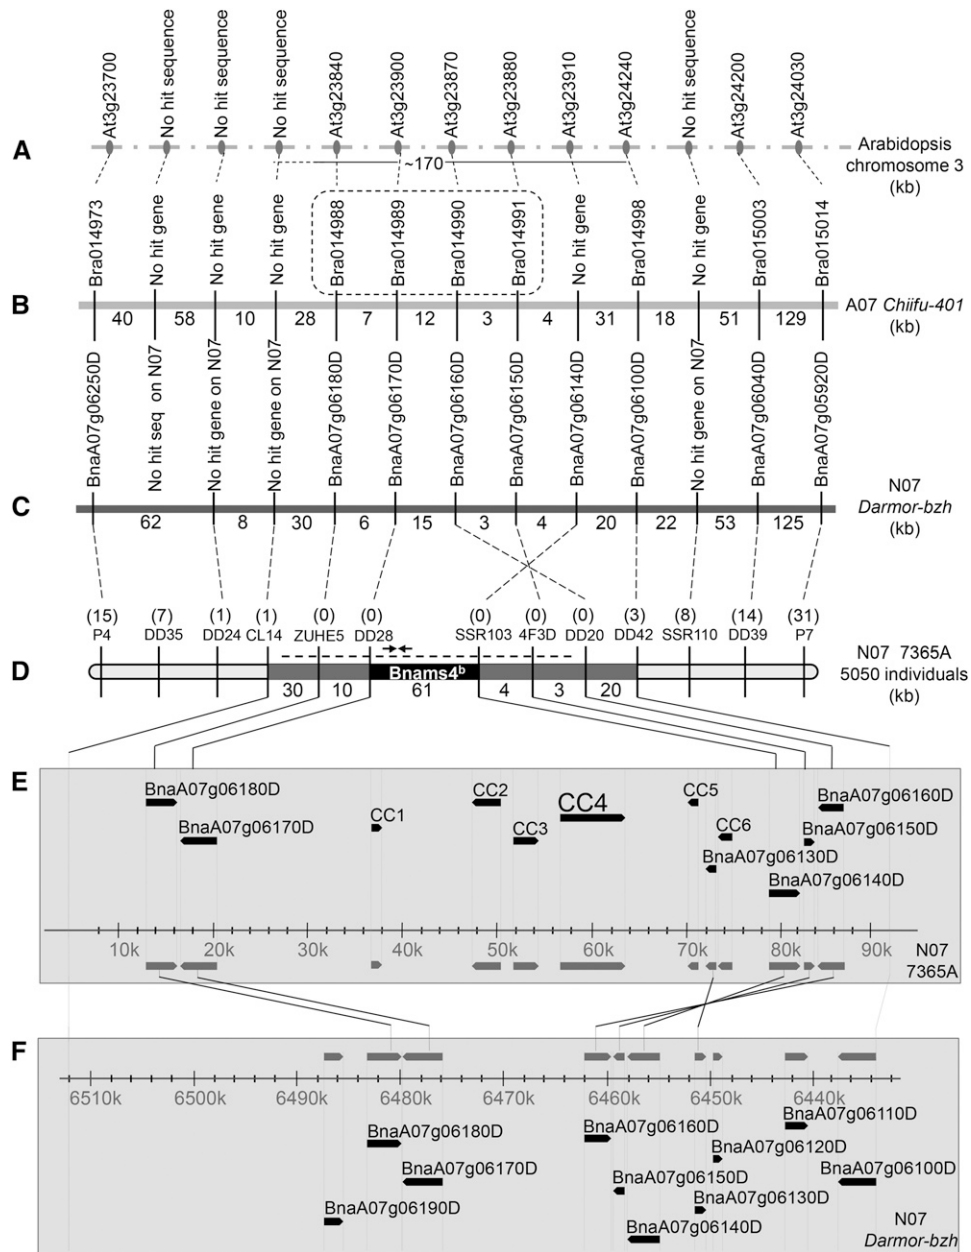 At3g23700
No hit sequence
No hit sequence
No hit sequence
At3g23840
At3g23900
At3g23870
At3g23880
At3g23910
At3g24240
No hit sequence
At3g24200
At3g24030
A
~170
Arabidopsis
chromosome 3
(kb)
Bra014973
No hit gene
No hit gene
No hit gene
Bra014988
Bra014989
Bra014990
Bra014991
No hit gene
Bra014998
No hit gene
Bra015003
Bra015014
B
A07 Chiifu-401
(kb)
40 58 10 28 7 12 3 4 31 18 51 129
BnaA07g06250D
No hit seq on N07
No hit gene on N07
No hit gene on N07
BnaA07g06180D
BnaA07g06170D
BnaA07g06160D
BnaA07g06150D
BnaA07g06140D
BnaA07g06100D
No hit gene on N07
BnaA07g06040D
BnaA07g05920D
C
N07
Darmor-bzh
(kb)
62 8 30 6 15 3 4 20 22 53 125
(15) (7) (1) (1) (0) (0) (0) (0) (0) (3) (8) (14) (31)
P4 DD35 DD24 CL14 ZUHE5 DD28 SSR103 4F3D DD20 DD42 SSR110 DD39 P7
D
Bnams4b
N07 7365A
5050 individuals
(kb)
30 10 61 4 3 20
E
BnaA07g06180D
BnaA07g06170D
CC1
CC2
CC3
CC4
CC5
CC6
BnaA07g06160D
BnaA07g06150D
BnaA07g06130D
BnaA07g06140D
10k 20k 30k 40k 50k 60k 70k 80k 90k
N07
7365A
F
6510k 6500k 6490k 6480k 6470k 6460k 6450k 6440k
BnaA07g06180D
BnaA07g06170D
BnaA07g06190D
BnaA07g06160D
BnaA07g06150D
BnaA07g06140D
BnaA07g06110D
BnaA07g06120D
BnaA07g06100D
BnaA07g06130D
N07
Darmor-bzh